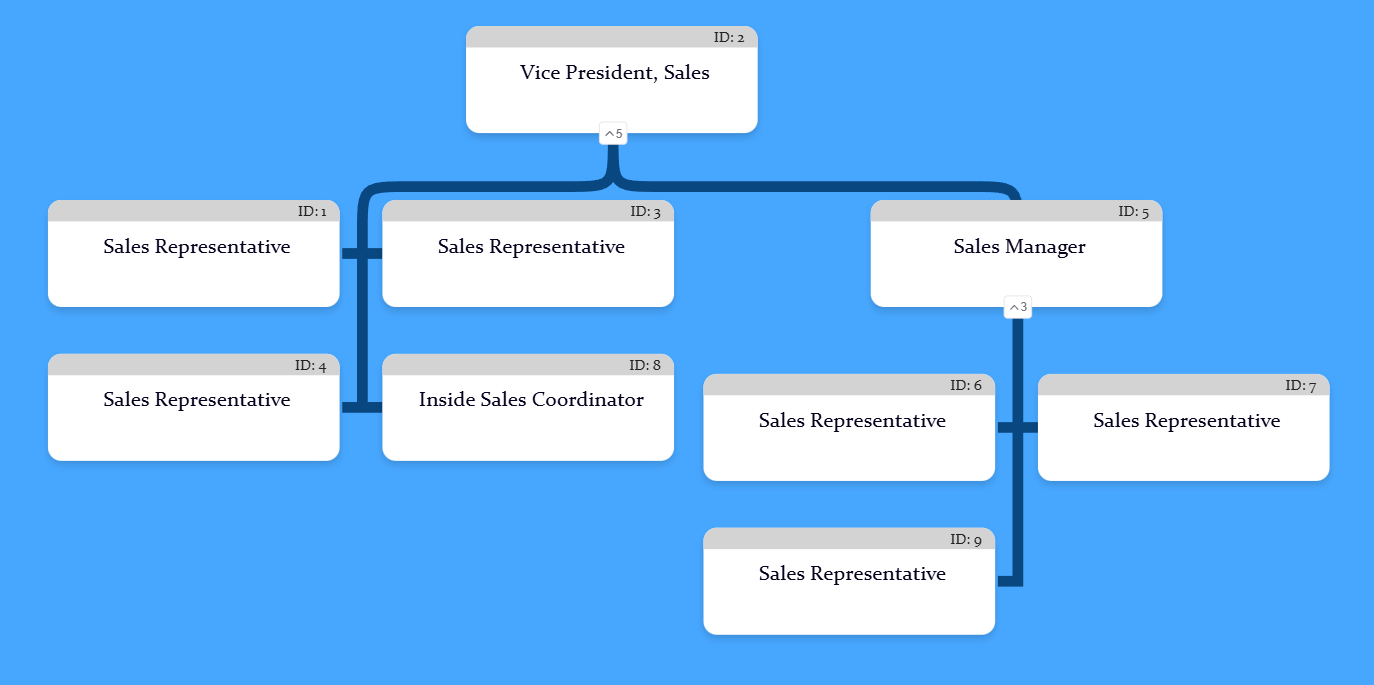 ID: 2
Vice President, Sales
5
ID: 1
Sales Representative
ID: 3
Sales Representative
ID: 5
Sales Manager
3
ID: 4
Sales Representative
ID: 8
Inside Sales Coordinator
ID: 6
Sales Representative
ID: 7
Sales Representative
ID: 9
Sales Representative